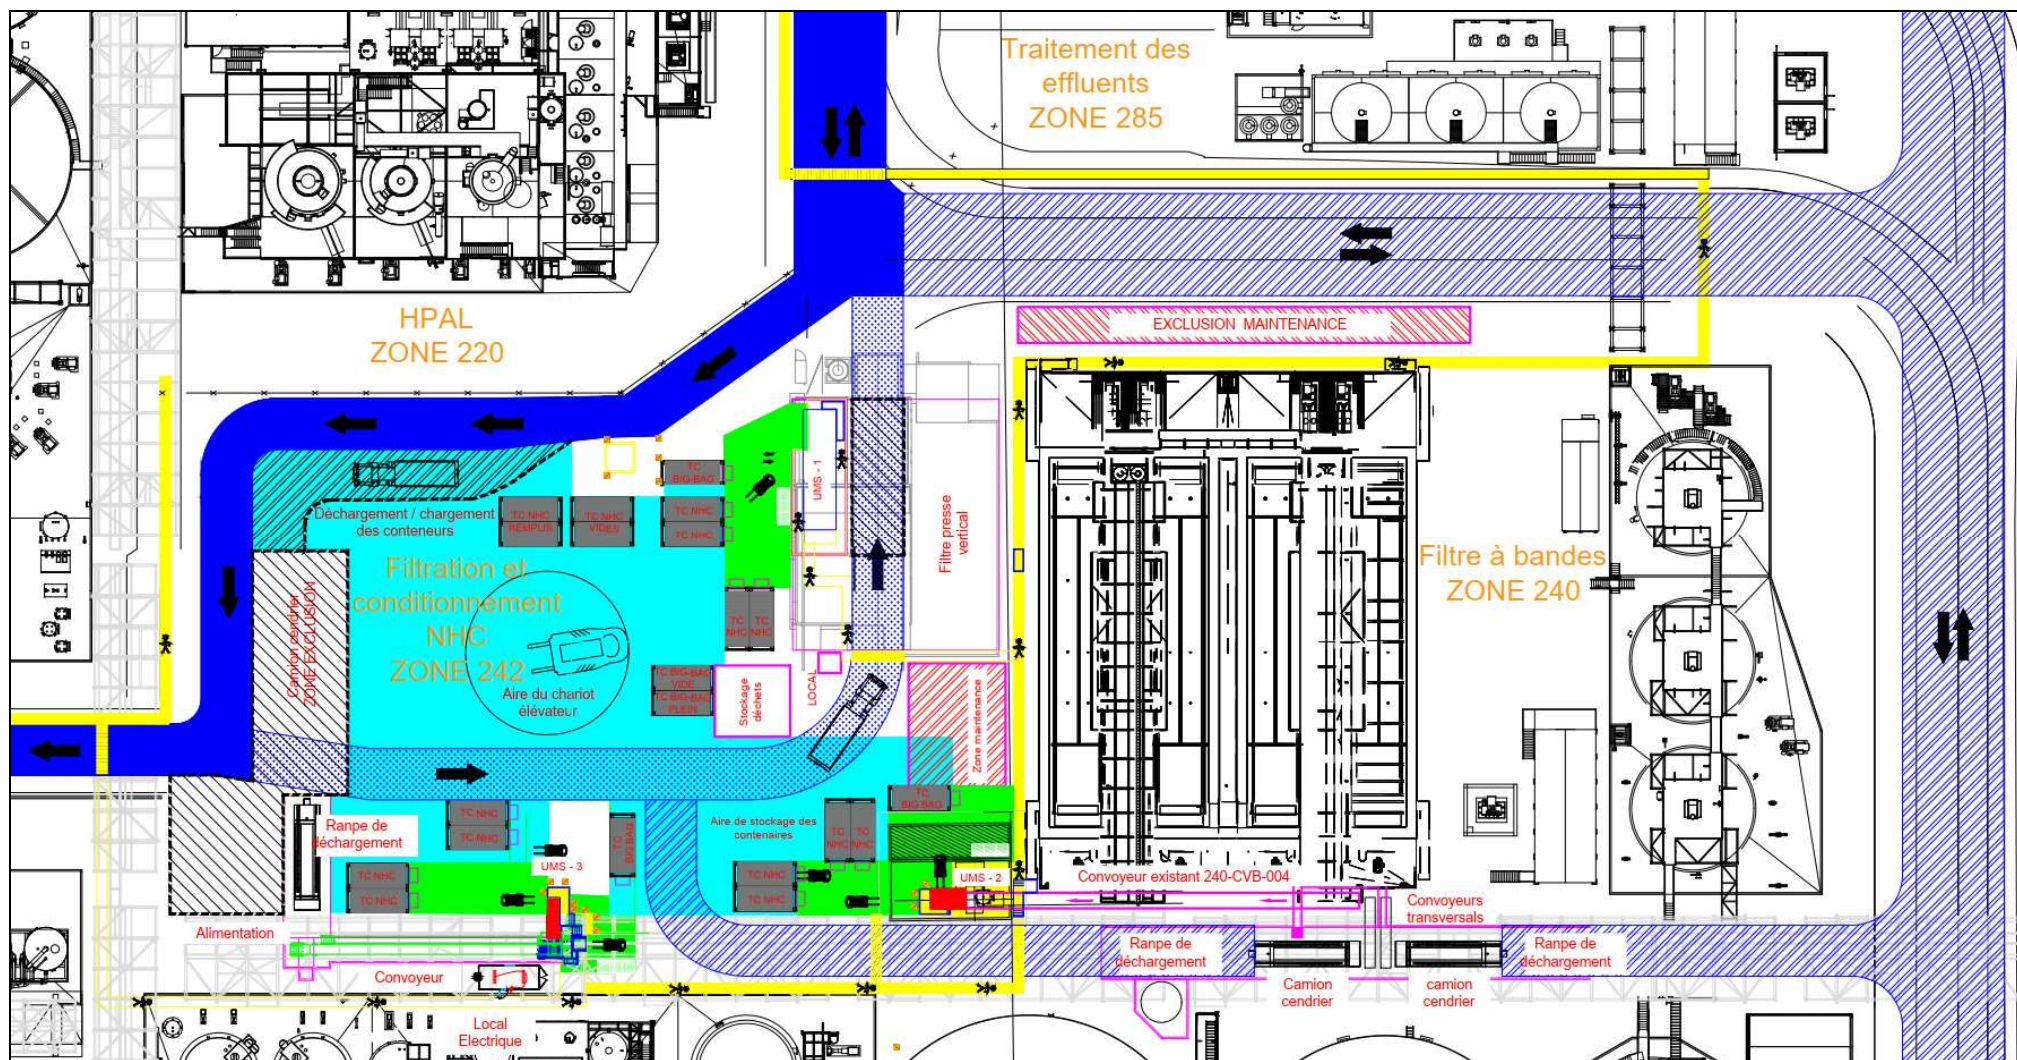 Traitement des
effluents
ZONE 285
HPAL
ZONE 220
EXCLUSION MAINTENANCE
TC
BIG-BAG
UMS - 1
Déchargement / chargement
des conteneurs
TC NHC
REMPLIS
TC NHC
VIDES
TC NHC
TC NHC
Filtre presse
vertical
Filtre à bandes
ZONE 240
Filtration et
conditionnement
NHC
ZONE 242
Camion cendrier
ZONE EXCLUSION
TC
NHC
TC
NHC
Aire du chariot
élévateur
TC BIG-BAG
VIDE
TC BIG-BAG
PLEIN
Stockage
déchets
LOCAL
Zone maintenance
Ranpe de
déchargement
TC NHC
TC NHC
TC
BIG BAG
Aire de stockage des
contenaires
TC
NHC
TC
NHC
TC
BIG BAG
UMS - 3
TC NHC
TC NHC
TC NHC
TC NHC
UMS - 2
Convoyeur existant 240-CVB-004
Convoyeurs
transversals
Alimentation
Convoyeur
Ranpe de
déchargement
Ranpe de
déchargement
Camion
cendrier
camion
cendrier
Local
Electrique